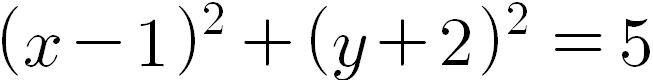 (x − 1)² + (y + 2)² = 5